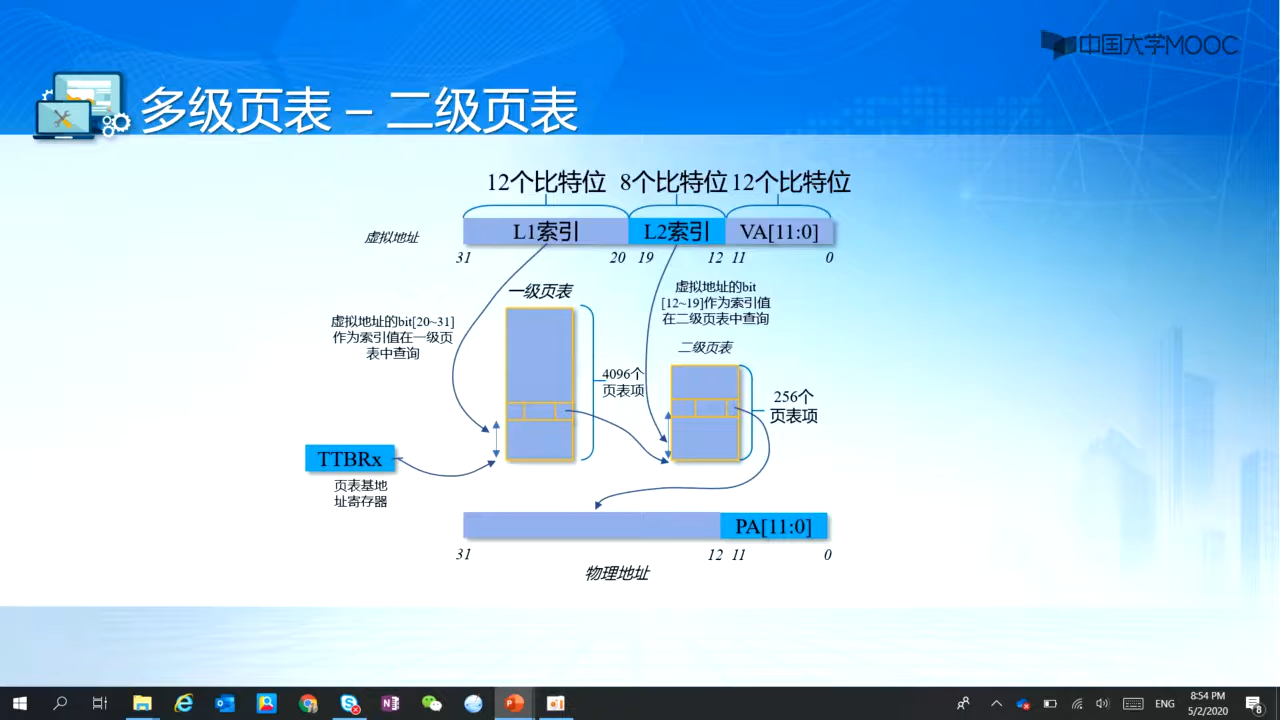 中国大学MOOC
多级页表 – 二级页表
12个比特位 8个比特位 12个比特位
虚拟地址
L1索引 L2索引 VA[11:0]
31 20 19 12 11 0
一级页表
虚拟地址的bit[20~31]
作为索引值在一级页
表中查询
虚拟地址的bit
[12~19]作为索引值
在二级页表中查询
二级页表
4096个
页表项
256个
页表项
TTBRx
页表基地
址寄存器
PA[11:0]
31 12 11 0
物理地址
ENG
8:54 PM
5/2/2020
8